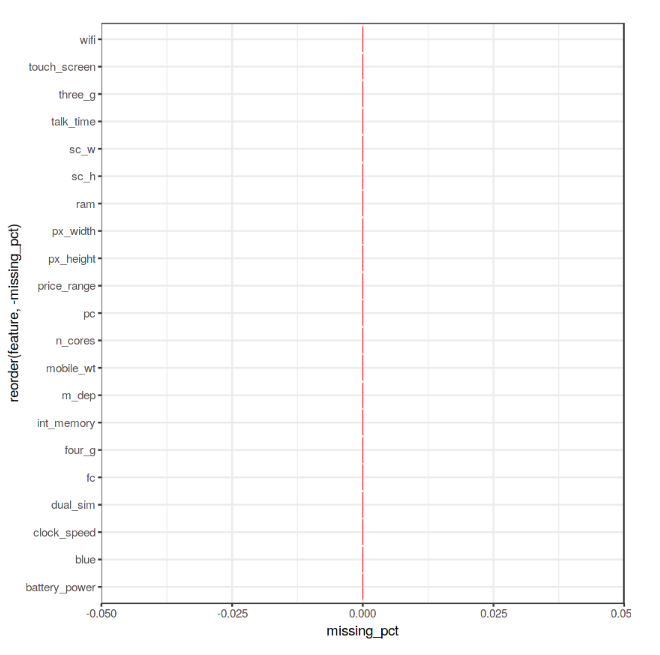 wifi
touch_screen
three_g
talk_time
sc_w
sc_h
ram
px_width
px_height
price_range
pc
n_cores
mobile_wt
m_dep
int_memory
four_g
fc
dual_sim
clock_speed
blue
battery_power
reorder(feature, -missing_pct)
-0.050 -0.025 0.000 0.025 0.05
missing_pct